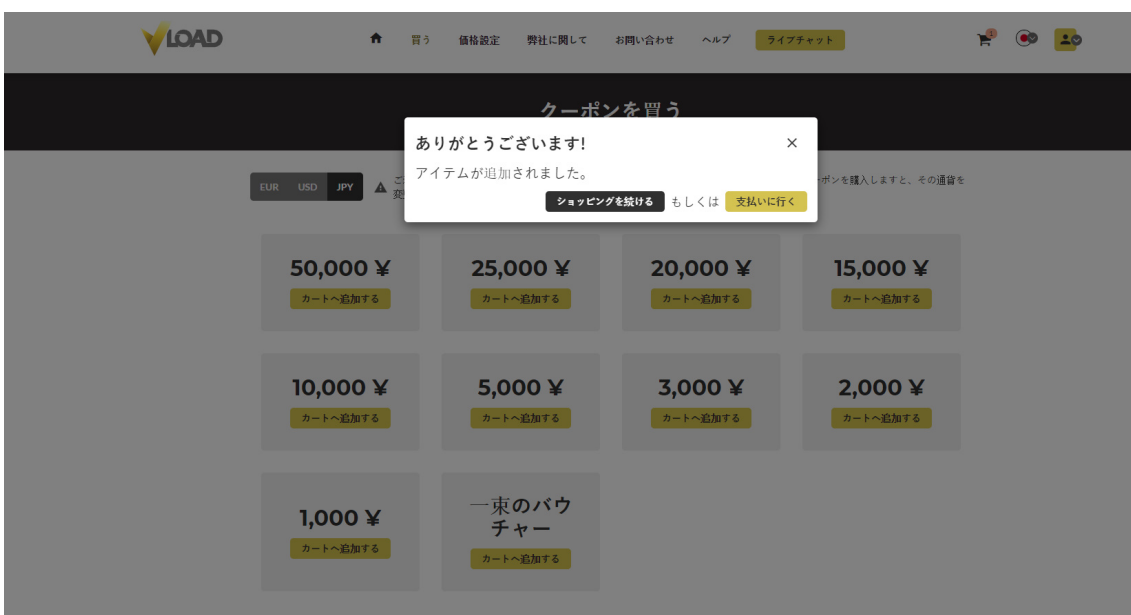 VLOAD
買う 価格設定 弊社に関して お問い合わせ ヘルプ ライブチャット 1
クーポンを買う
ありがとうございます! ×
アイテムが追加されました。
ショッピングを続ける もしくは 支払いに行く
EUR USD JPY ご
ーポンを購入しますと、その通貨を
変
50,000 ¥ 25,000 ¥ 20,000 ¥ 15,000 ¥
カートへ追加する カートへ追加する カートへ追加する カートへ追加する
10,000 ¥ 5,000 ¥ 3,000 ¥ 2,000 ¥
カートへ追加する カートへ追加する カートへ追加する カートへ追加する
1,000 ¥ 一束のバウ
チャー
カートへ追加する カートへ追加する